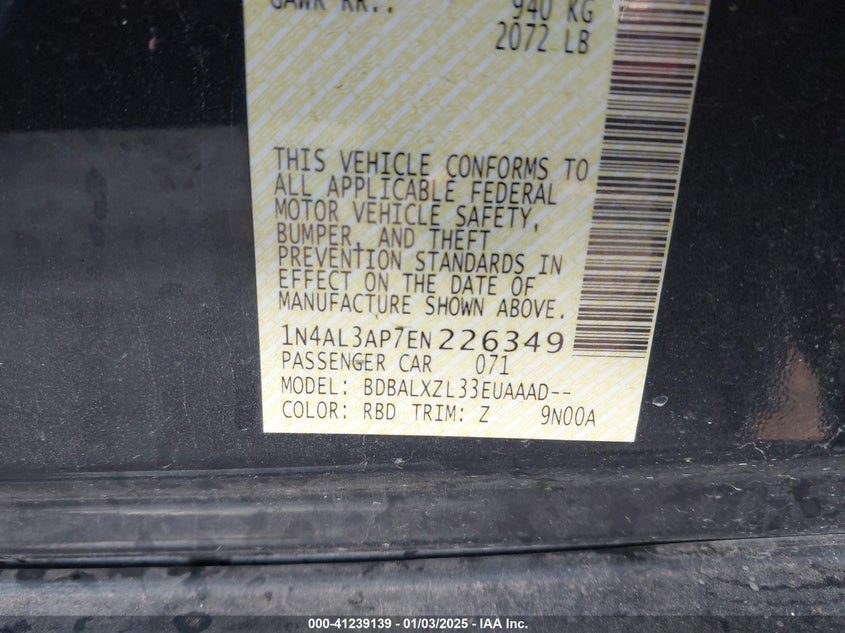 GAWR RR.: 940 KG
2072 LB
THIS VEHICLE CONFORMS TO
ALL APPLICABLE FEDERAL
MOTOR VEHICLE SAFETY,
BUMPER, AND THEFT
PREVENTION STANDARDS IN
EFFECT ON THE DATE OF
MANUFACTURE SHOWN ABOVE.
1N4AL3AP7EN226349
PASSENGER CAR 071
MODEL: BDBALXZL33EUAAAD--
COLOR: RBD TRIM: Z 9N00A
000-41239139 - 01/03/2025 - IAA Inc.